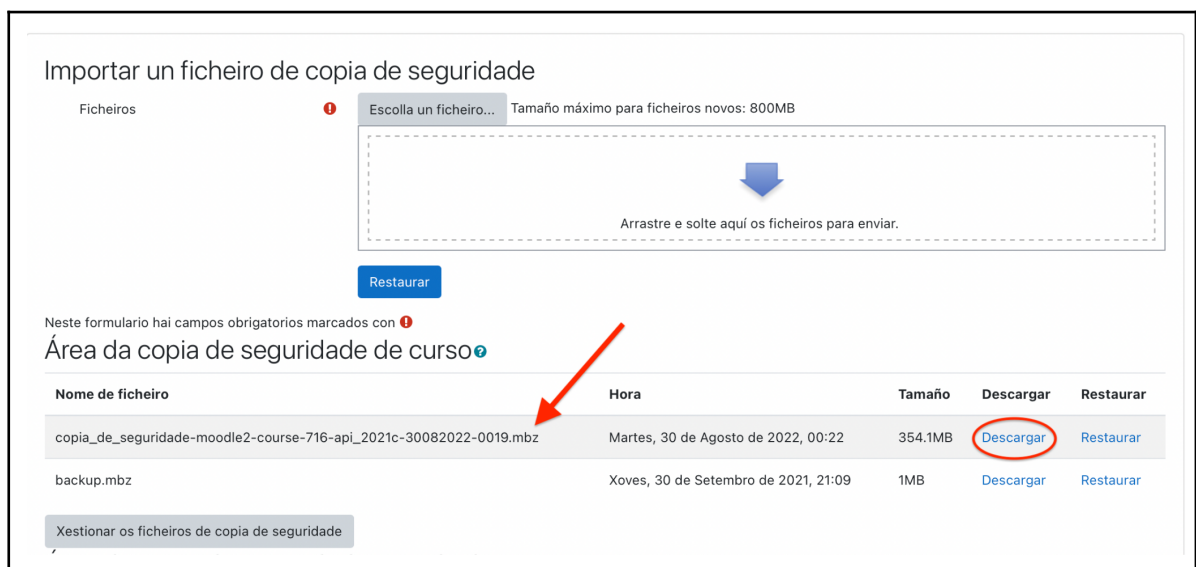 Importar un ficheiro de copia de seguridade
Ficheiros
Escolla un ficheiro... Tamaño máximo para ficheiros novos: 800MB
Arrastre e solte aquí os ficheiros para enviar.
Restaurar
Neste formulario hai campos obrigatorios marcados con
Área da copia de seguridade de curso
Nome de ficheiro Hora Tamaño Descargar Restaurar
copia_de_seguridade-moodle2-course-716-api_2021c-30082022-0019.mbz Martes, 30 de Agosto de 2022, 00:22 354.1MB Descargar Restaurar
backup.mbz Xoves, 30 de Setembro de 2021, 21:09 1MB Descargar Restaurar
Xestionar os ficheiros de copia de seguridade